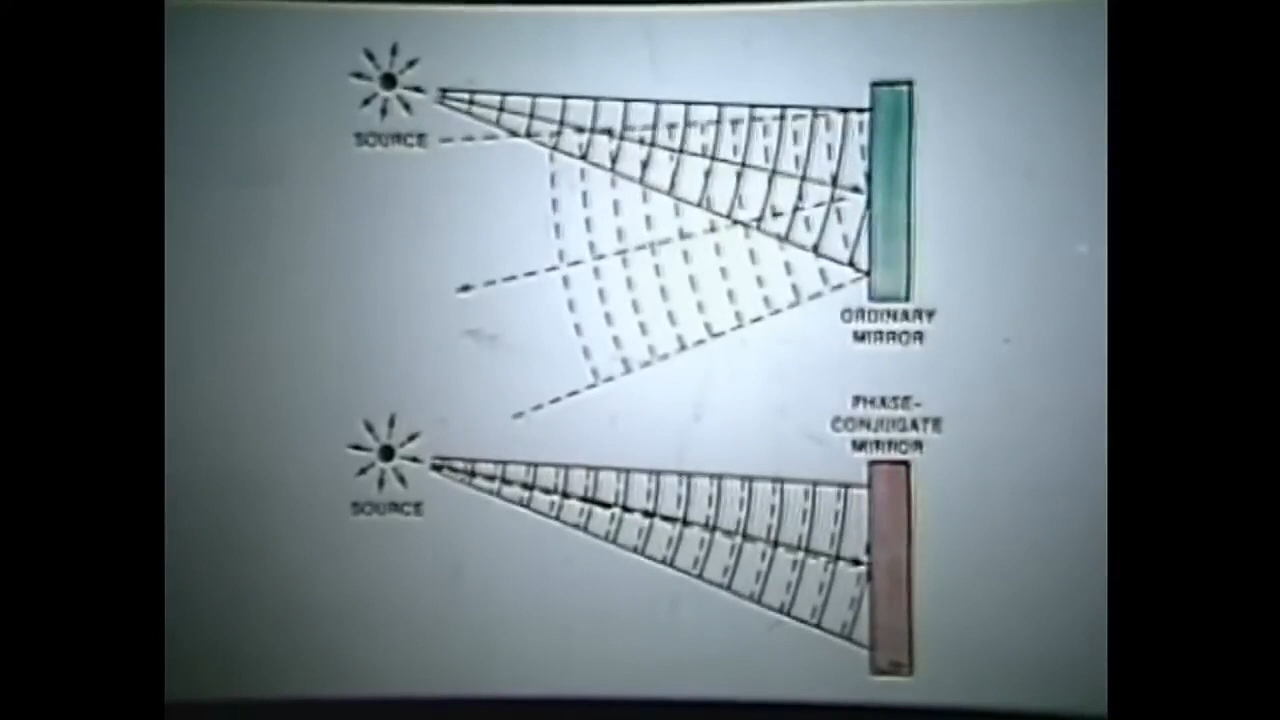 SOURCE
ORDINARY
MIRROR
PHASE-
CONJUGATE
MIRROR
SOURCE